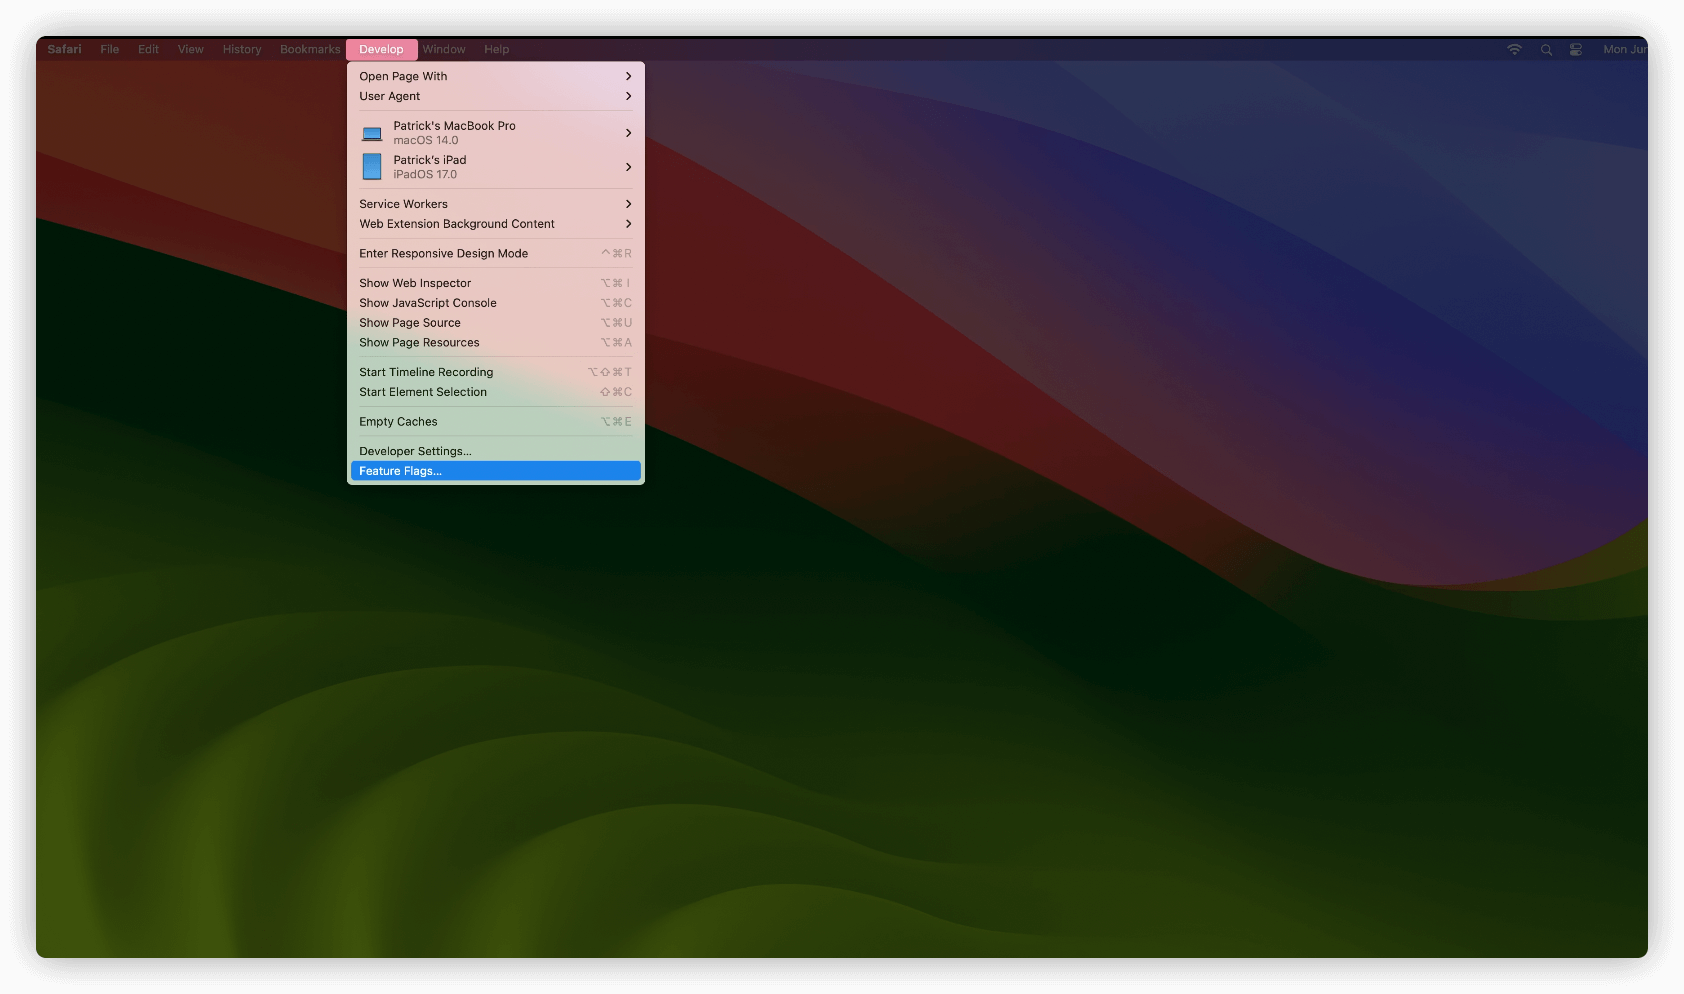 Safari File Edit View History Bookmarks Develop Window Help Mon Jun
Open Page With
User Agent
Patrick's MacBook Pro
macOS 14.0
Patrick's iPad
iPadOS 17.0
Service Workers
Web Extension Background Content
Enter Responsive Design Mode ⌃⌘R
Show Web Inspector ⌥⌘I
Show JavaScript Console ⌥⌘C
Show Page Source ⌥⌘U
Show Page Resources ⌥⌘A
Start Timeline Recording ⌥⇧⌘T
Start Element Selection ⇧⌘C
Empty Caches ⌥⌘E
Developer Settings...
Feature Flags...